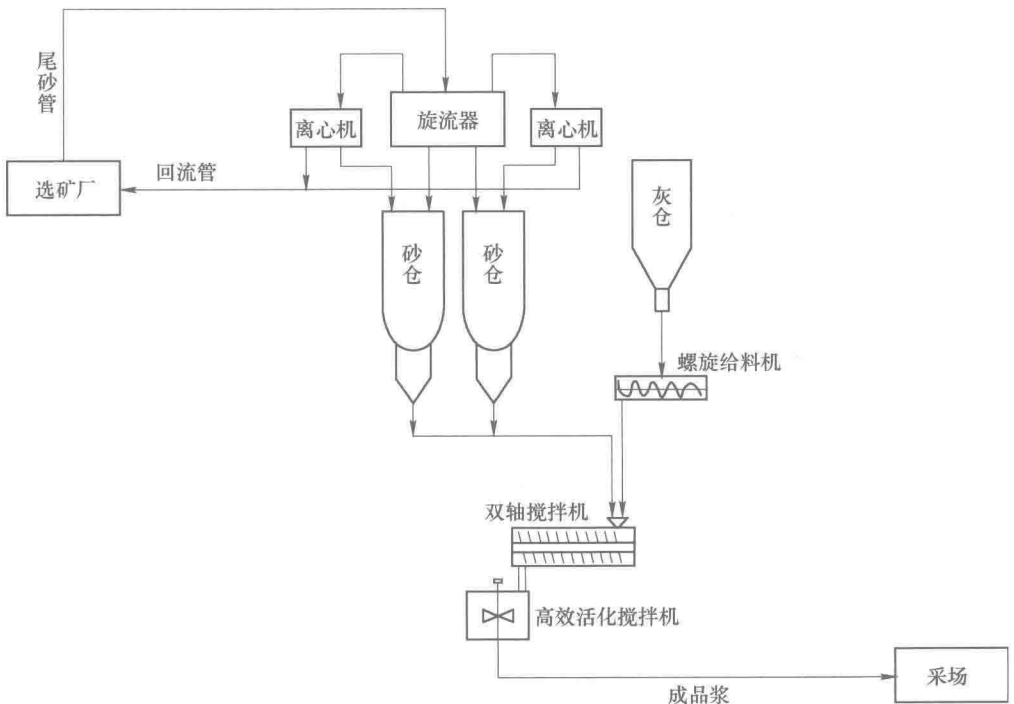 尾砂管
离心机
旋流器
离心机
回流管
选矿厂
灰仓
砂仓
砂仓
螺旋给料机
双轴搅拌机
高效活化搅拌机
成品浆
采场